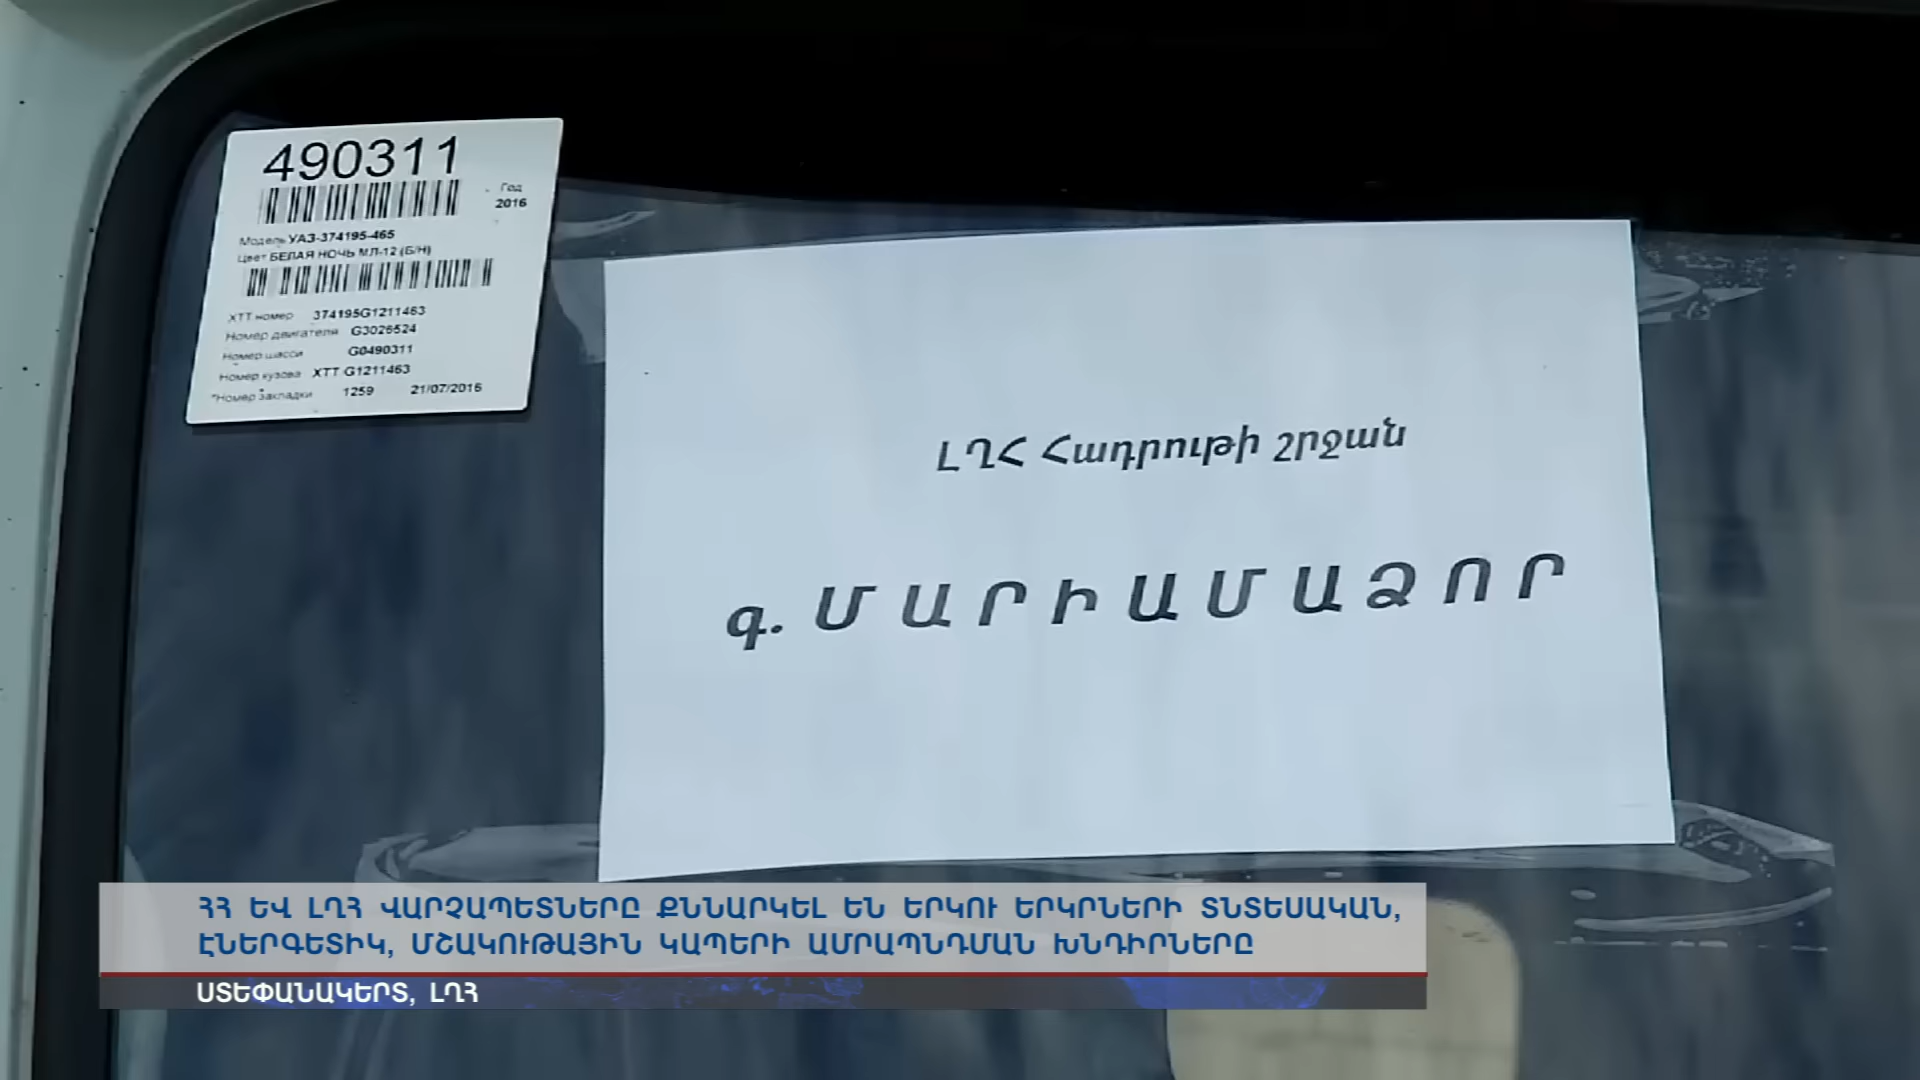 490311
Год
2016
Модель УАЗ-374195-465
Цвет БЕЛАЯ НОЧЬ МЛ-12 (Б/Н)
ХТТ номер 374195G1211463
Номер двигателя G3026524
Номер шасси G0490311
Номер кузова ХТТ G1211463
*Номер закладки 1259 21/07/2016
ԼՂՀ Հադրութի շրջան
գ. ՄԱՐԻԱՄԱՁՈՐ
ՀՀ ԵՎ ԼՂՀ ՎԱՐՉԱՊԵՏՆԵՐԸ ՔՆՆԱՐԿԵԼ ԵՆ ԵՐԿՈՒ ԵՐԿՐՆԵՐԻ ՏՆՏԵՍԱԿԱՆ,
ԷՆԵՐԳԵՏԻԿ, ՄՇԱԿՈՒԹԱՅԻՆ ԿԱՊԵՐԻ ԱՄՐԱՊՆԴՄԱՆ ԽՆԴԻՐՆԵՐԸ
ՍՏԵՓԱՆԱԿԵՐՏ, ԼՂՀ